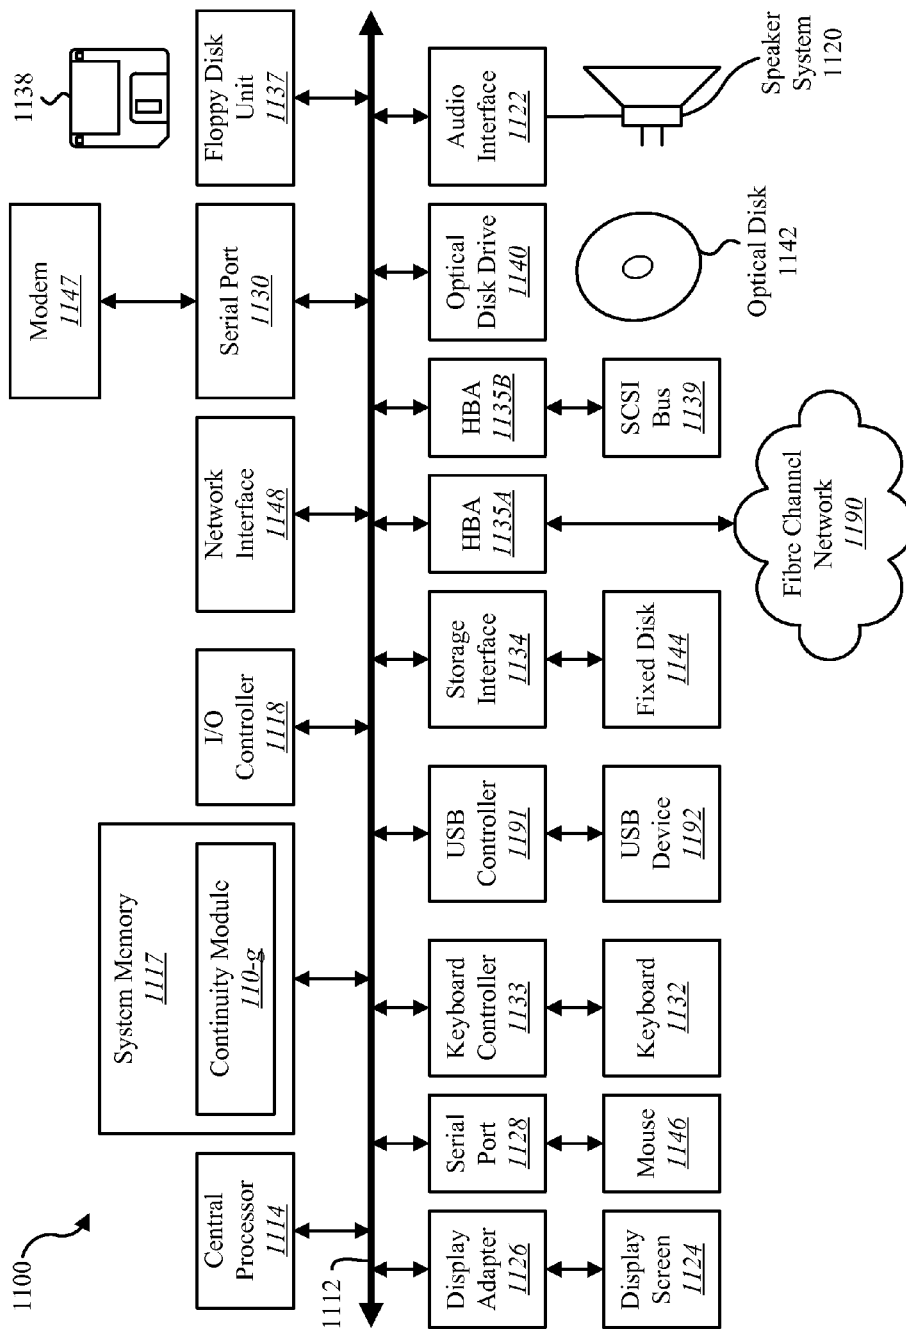 1100
Central
Processor
1114
System Memory
1117
Continuity Module
110-g
I/O
Controller
1118
Network
Interface
1148
Modem
1147
Serial Port
1130
1138
Floppy Disk
Unit
1137
1112
Display
Adapter
1126
Serial
Port
1128
Keyboard
Controller
1133
USB
Controller
1191
Storage
Interface
1134
HBA
1135A
HBA
1135B
Optical
Disk Drive
1140
Audio
Interface
1122
Display
Screen
1124
Mouse
1146
Keyboard
1132
USB
Device
1192
Fixed Disk
1144
Fibre Channel
Network
1190
SCSI
Bus
1139
Optical Disk
1142
Speaker
System
1120